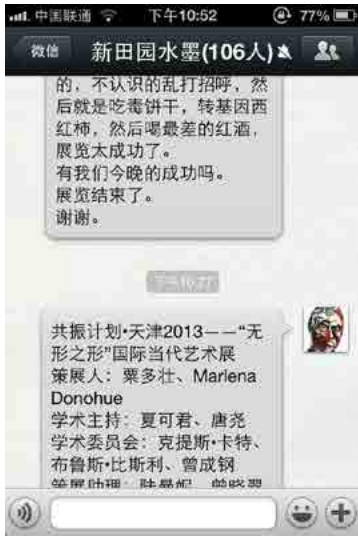 中国联通 下午10:52 77%
微信 新田园水墨(106人)
的，不认识的乱打招呼，然
后就是吃毒饼干，转基因西
红柿，然后喝最差的红酒，
展览太成功了。
有我们今晚的成功吗。
展览结束了。
谢谢。
共振计划·天津2013——“无
形之形”国际当代艺术展
策展人：粟多壮、Marlena
Donohue
学术主持：夏可君、唐尧
学术委员会：克提斯·卡特、
布鲁斯·比斯利、曾成钢